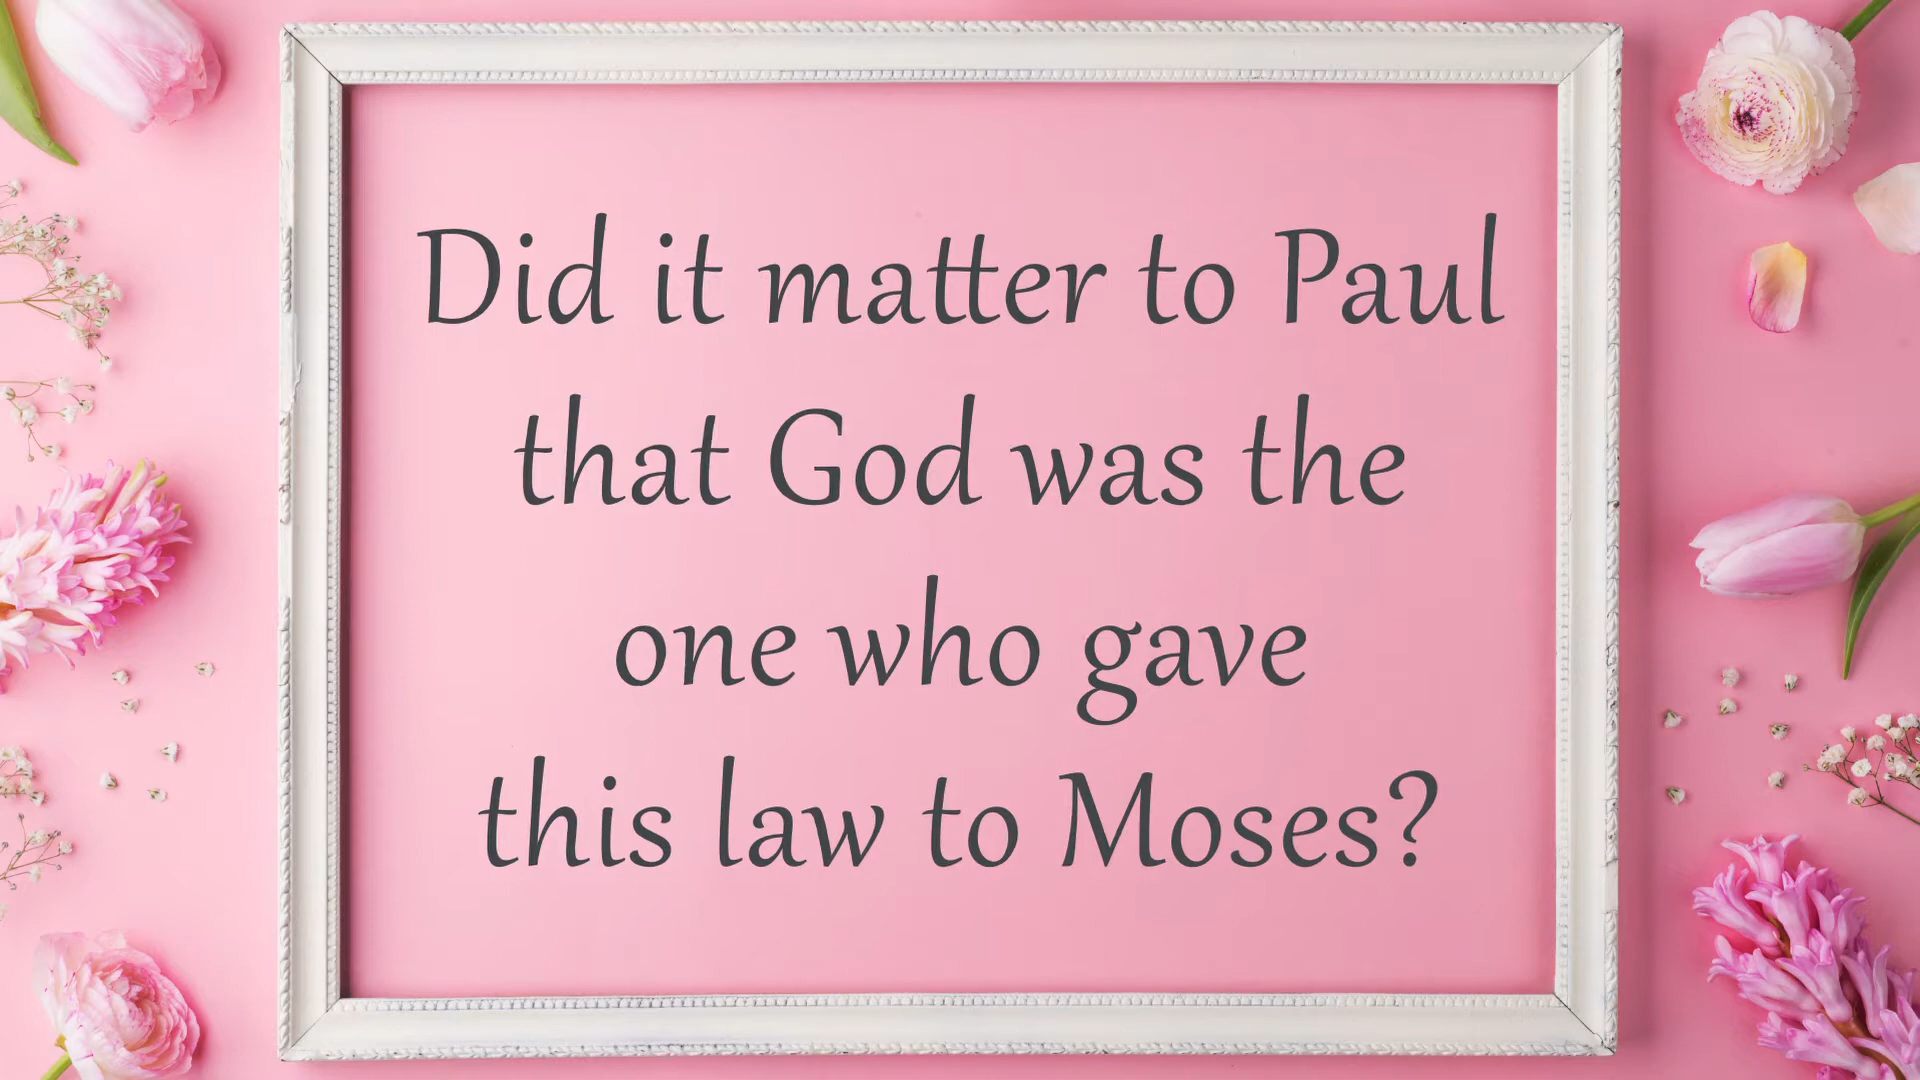 Did it matter to Paul
that God was the
one who gave
this law to Moses?